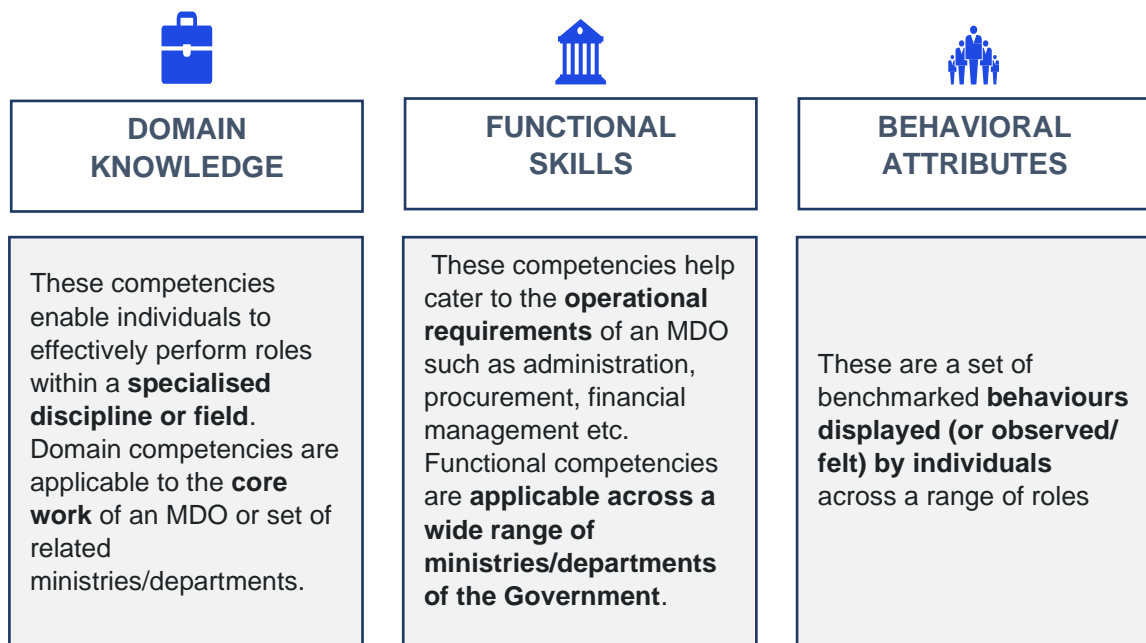 DOMAIN
KNOWLEDGE
These competencies
enable individuals to
effectively perform roles
within a specialised
discipline or field.
Domain competencies are
applicable to the core
work of an MDO or set of
related
ministries/departments.
FUNCTIONAL
SKILLS
These competencies help
cater to the operational
requirements of an MDO
such as administration,
procurement, financial
management etc.
Functional competencies
are applicable across a
wide range of
ministries/departments
of the Government.
BEHAVIORAL
ATTRIBUTES
These are a set of
benchmarked behaviours
displayed (or observed/
felt) by individuals
across a range of roles